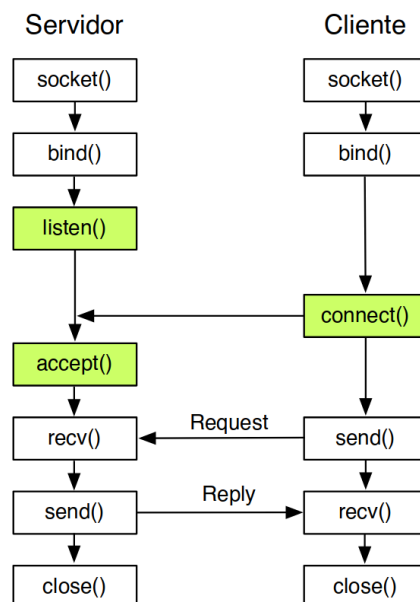 Servidor
Cliente
socket()
socket()
bind()
bind()
listen()
connect()
accept()
recv()
Request
send()
send()
Reply
recv()
close()
close()